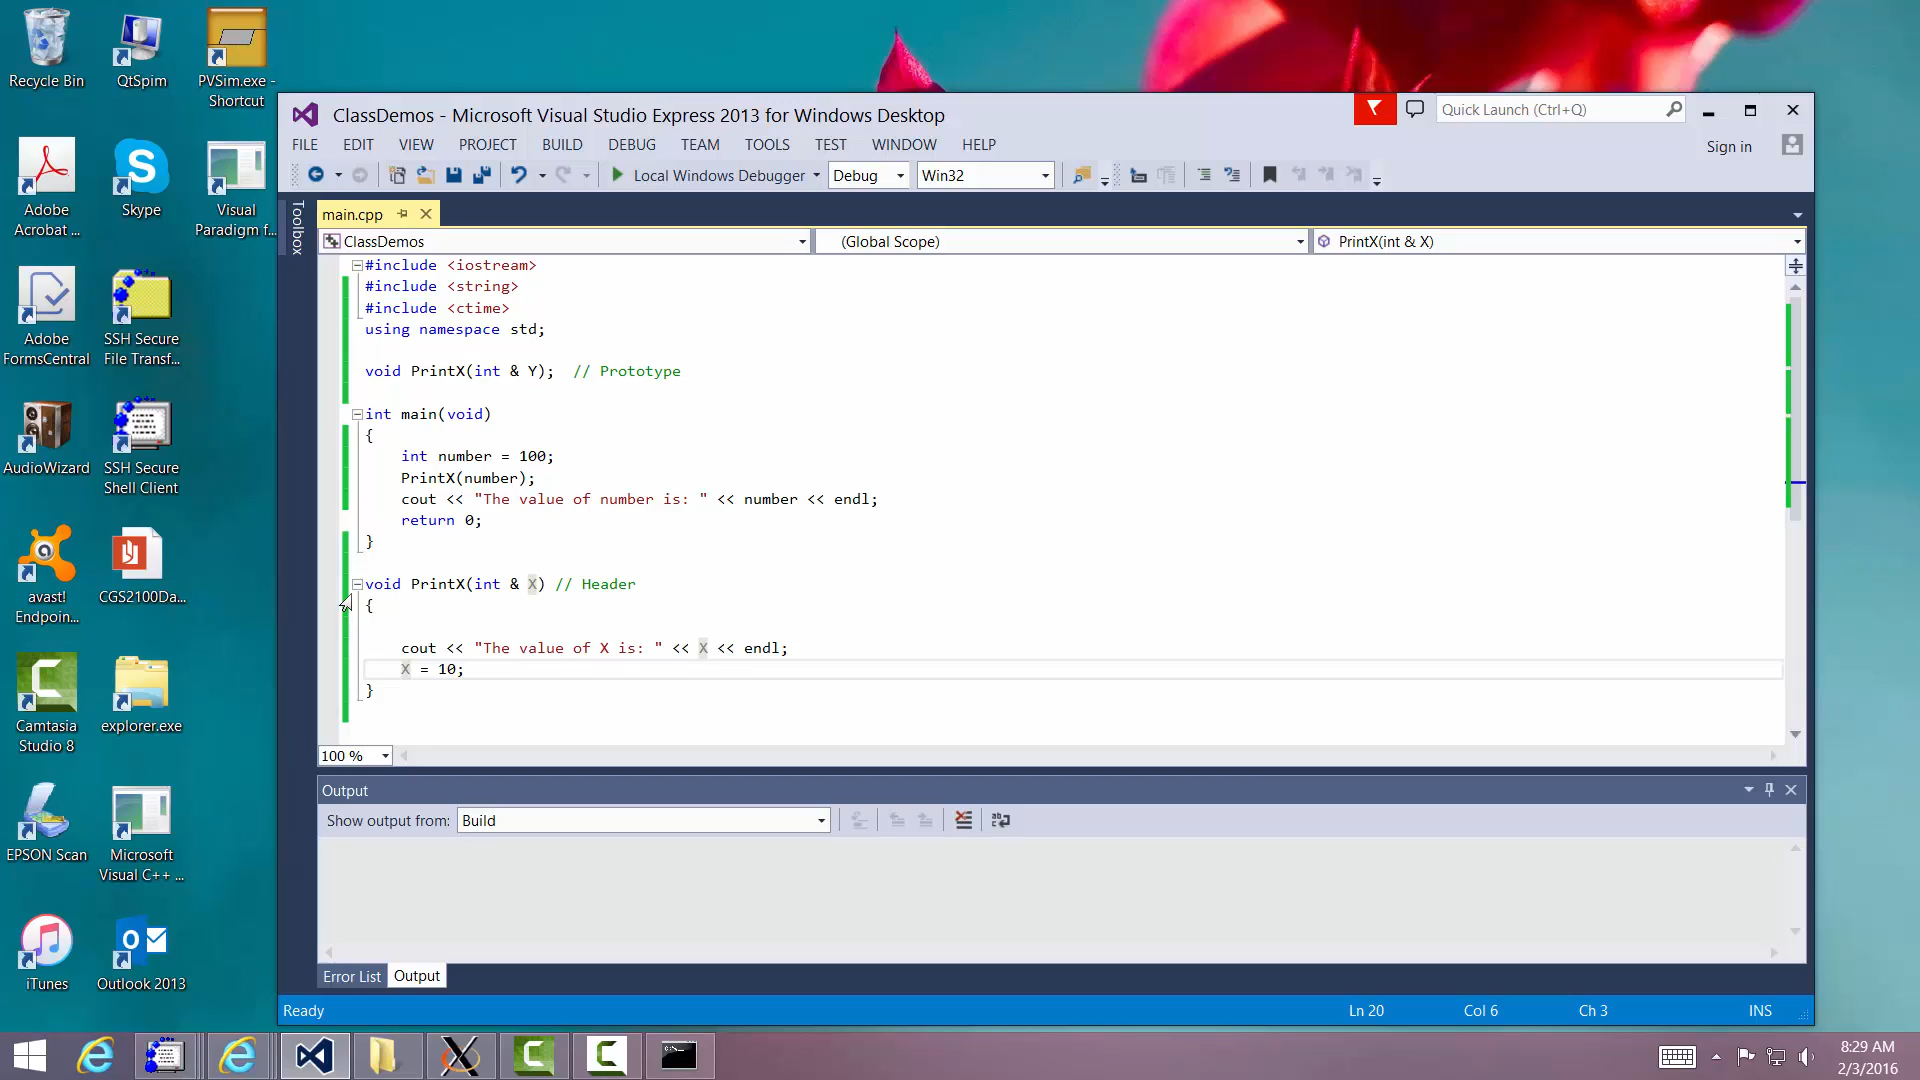 Recycle Bin
QtSpim
PVSim.exe -
Shortcut
Adobe
Acrobat ...
Skype
Visual
Paradigm f...
Adobe
FormsCentral
SSH Secure
File Transf...
AudioWizard
SSH Secure
Shell Client
avast!
Endpoin...
CGS2100Da...
Camtasia
Studio 8
explorer.exe
EPSON Scan
Microsoft
Visual C++ ...
iTunes
Outlook 2013
ClassDemos - Microsoft Visual Studio Express 2013 for Windows Desktop
Quick Launch (Ctrl+Q)
FILE EDIT VIEW PROJECT BUILD DEBUG TEAM TOOLS TEST WINDOW HELP
Sign in
Local Windows Debugger Debug Win32
Toolbox
main.cpp
ClassDemos (Global Scope) PrintX(int & X)
#include <iostream>
#include <string>
#include <ctime>
using namespace std;
void PrintX(int & Y);  // Prototype
int main(void)
{
int number = 100;
PrintX(number);
cout << "The value of number is: " << number << endl;
return 0;
}
void PrintX(int & X) // Header
{
cout << "The value of X is: " << X << endl;
X = 10;
}
100 %
Output
Show output from: Build
Error List Output
Ready Ln 20 Col 6 Ch 3 INS
8:29 AM
2/3/2016